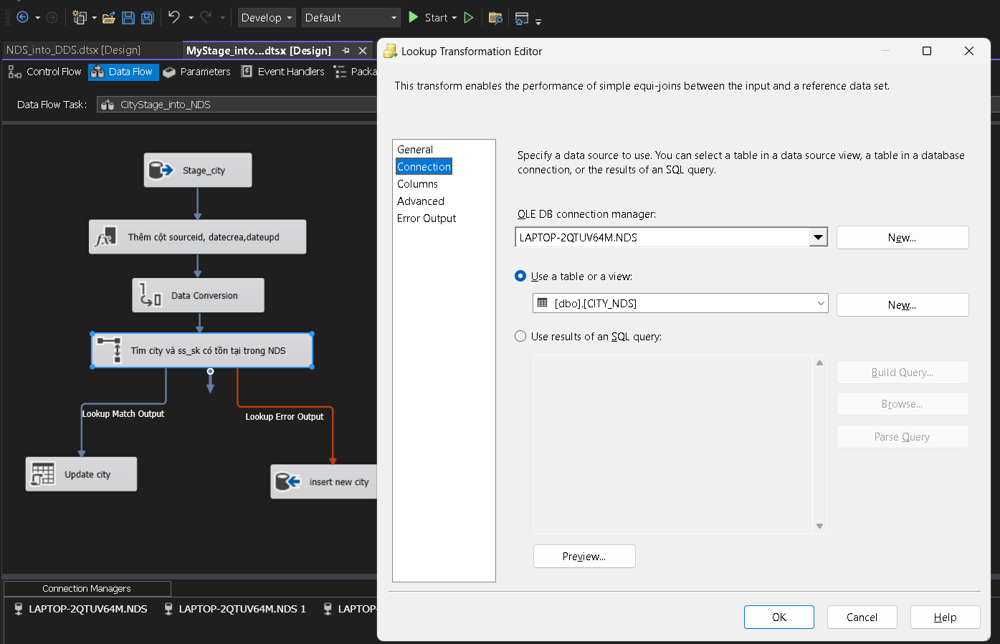 Develop
Default
Start
NDS_into_DDS.dtsx [Design]
MyStage_into...dtsx [Design]
Control Flow
Data Flow
Parameters
Event Handlers
Packa
Data Flow Task:
CityStage_into_NDS
Stage_city
Thêm cột sourceid, datecrea,dateupd
Data Conversion
Tìm city và ss_sk có tồn tại trong NDS
Lookup Match Output
Lookup Error Output
Update city
insert new city
Connection Managers
LAPTOP-2QTUV64M.NDS
LAPTOP-2QTUV64M.NDS 1
LAPTOP-
Lookup Transformation Editor
This transform enables the performance of simple equi-joins between the input and a reference data set.
General
Connection
Columns
Advanced
Error Output
Specify a data source to use. You can select a table in a data source view, a table in a database
connection, or the results of an SQL query.
OLE DB connection manager:
LAPTOP-2QTUV64M.NDS
New...
Use a table or a view:
[dbo].[CITY_NDS]
New...
Use results of an SQL query:
Build Query...
Browse...
Parse Query
Preview...
OK
Cancel
Help